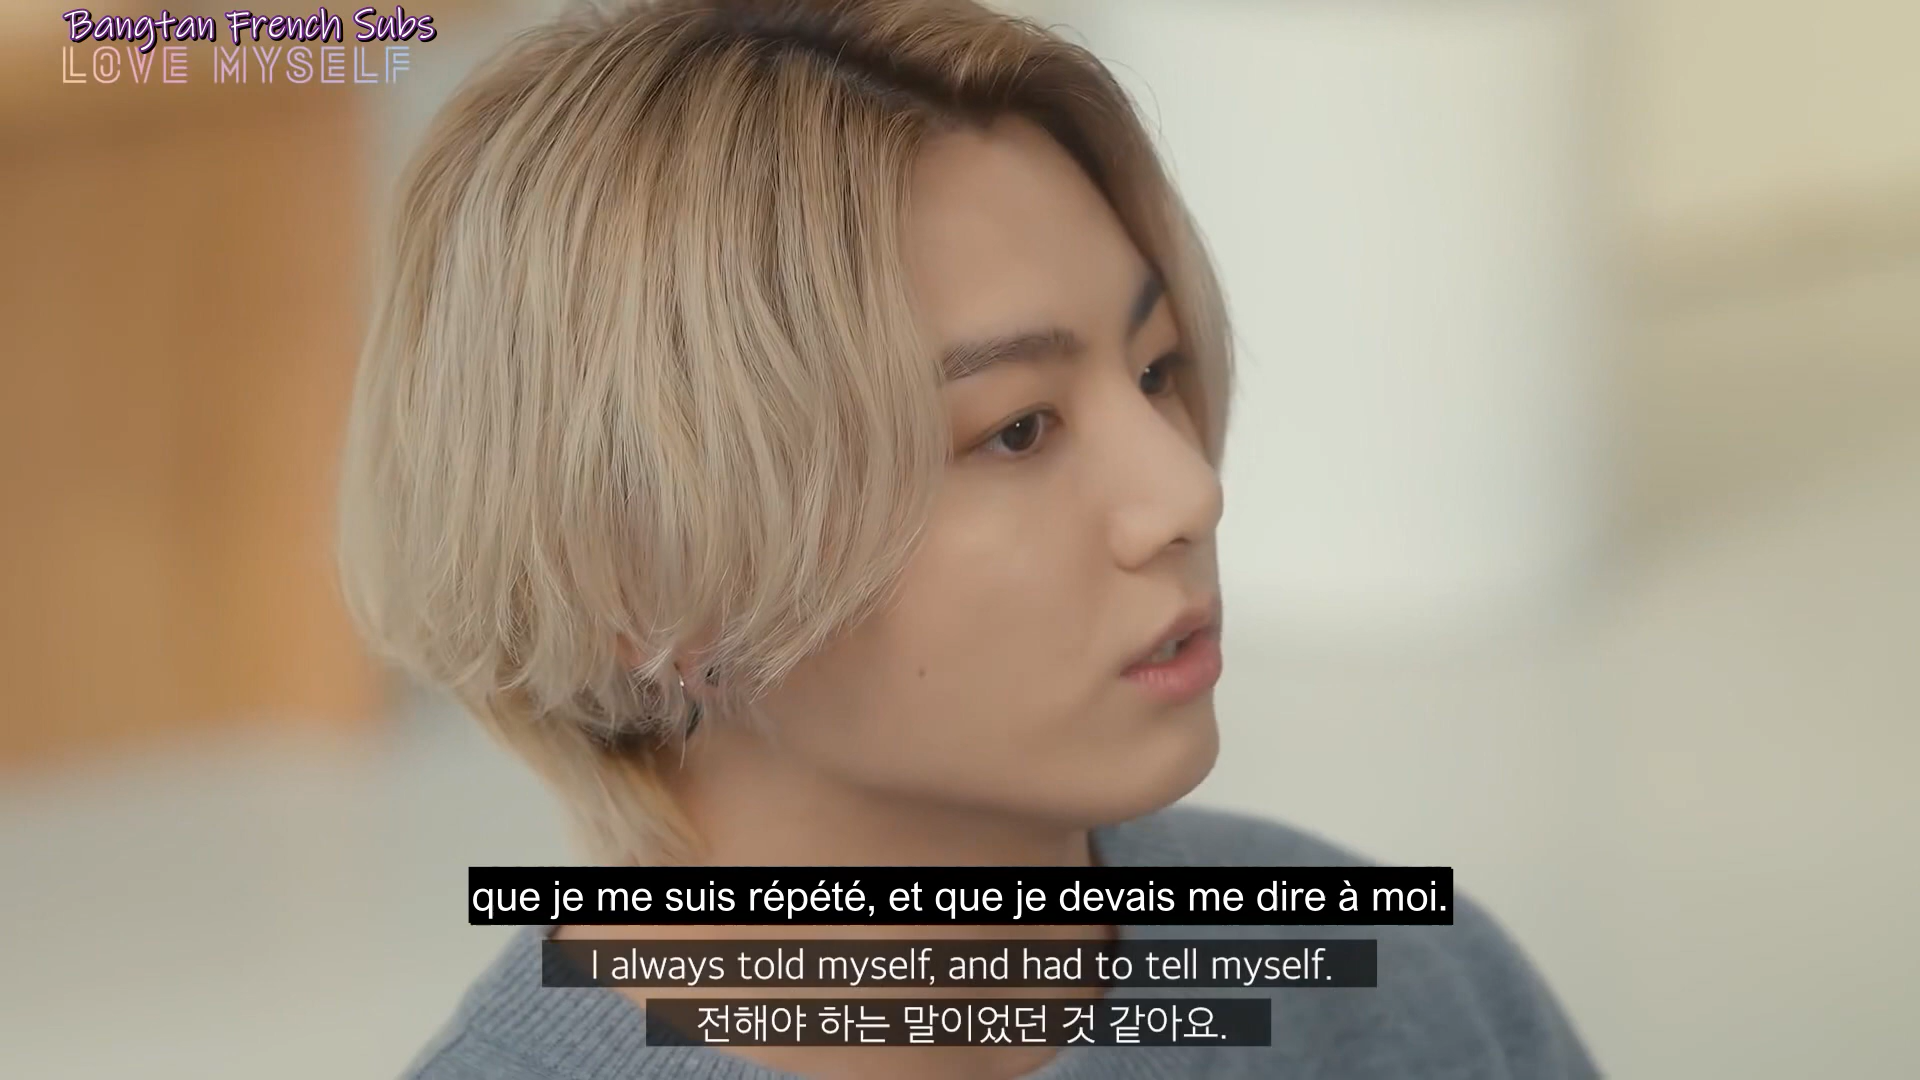 Bangtan French Subs
LOVE MYSELF
que je me suis répété, et que je devais me dire à moi.
I always told myself, and had to tell myself.
전해야 하는 말이었던 것 같아요.